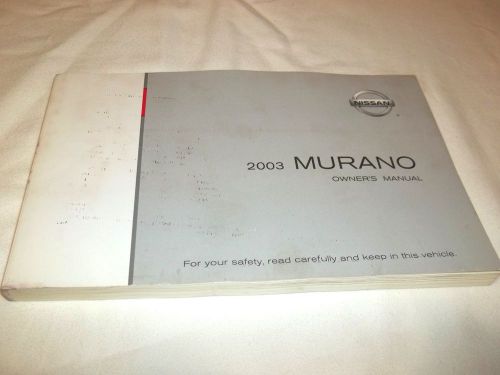 NISSAN
2003 MURANO
OWNER'S MANUAL
For your safety, read carefully and keep in this vehicle.